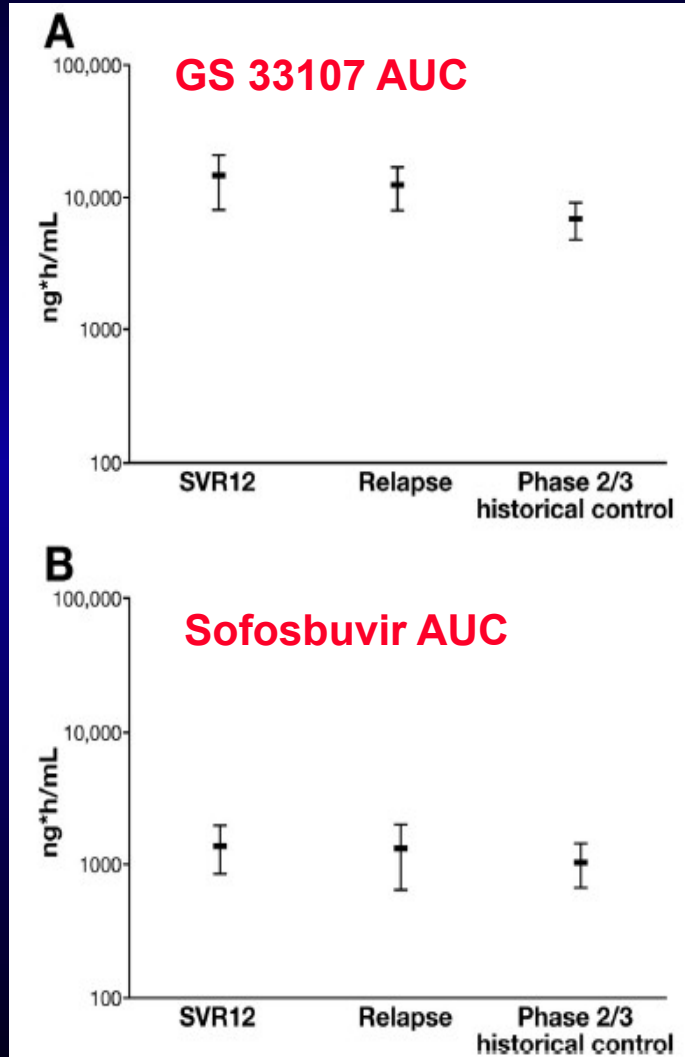 A
GS 33107 AUC
100,000
10,000
1000
100
ng*h/mL
SVR12
Relapse
Phase 2/3
historical control
B
Sofosbuvir AUC
100,000
10,000
1000
100
ng*h/mL
SVR12
Relapse
Phase 2/3
historical control